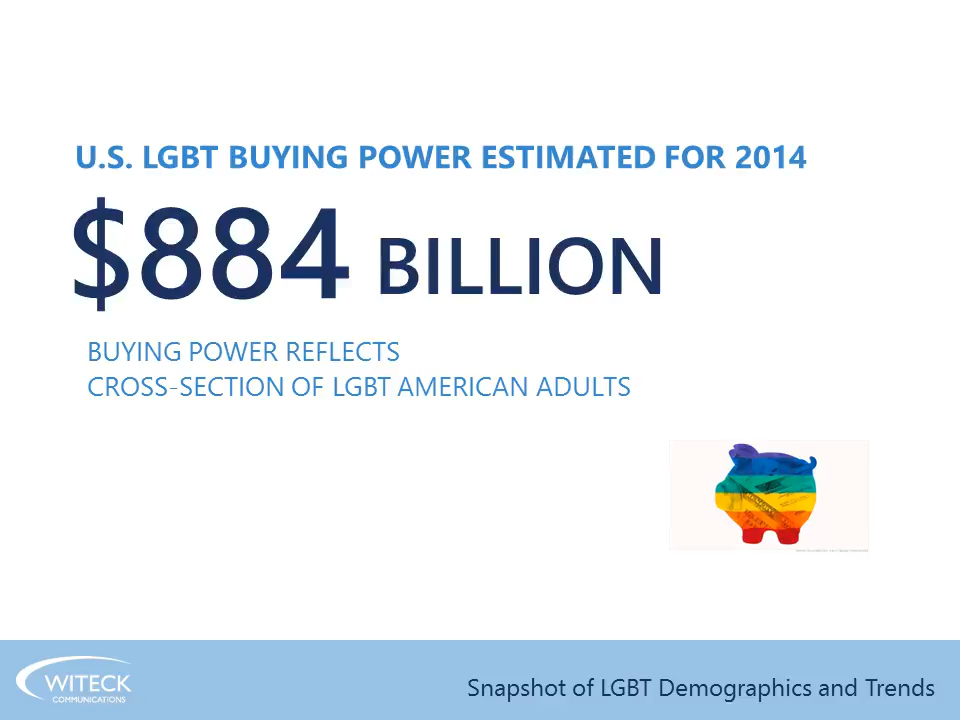 U.S. LGBT BUYING POWER ESTIMATED FOR 2014
$884 BILLION
BUYING POWER REFLECTS
CROSS-SECTION OF LGBT AMERICAN ADULTS
WITECK
COMMUNICATIONS
Snapshot of LGBT Demographics and Trends